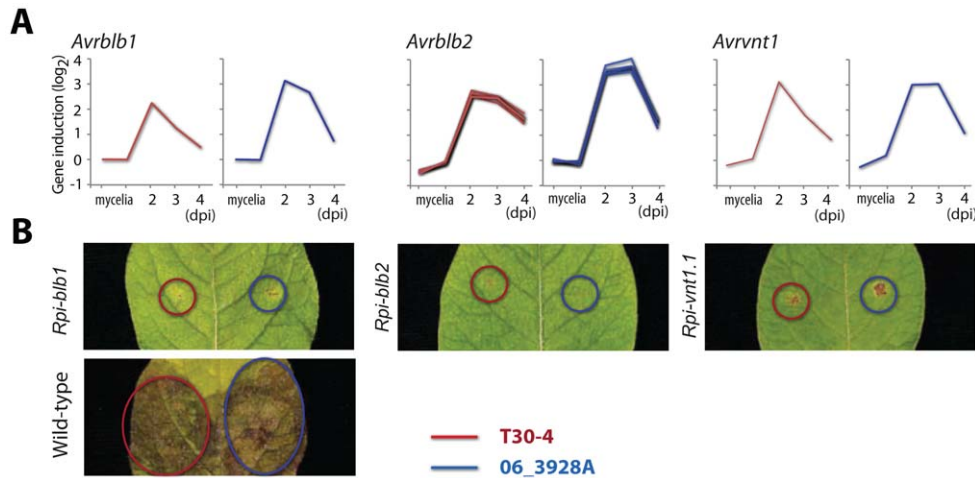 A
Avrblb1
Avrblb2
Avrvnt1
Gene induction (log2)
4
3
2
1
0
-1
mycelia 2 3 4
(dpi)
mycelia 2 3 4
(dpi)
mycelia 2 3 4
(dpi)
mycelia 2 3 4
(dpi)
mycelia 2 3 4
(dpi)
mycelia 2 3 4
(dpi)
B
Rpi-blb1
Rpi-blb2
Rpi-vnt1.1
Wild-type
T30-4
06_3928A